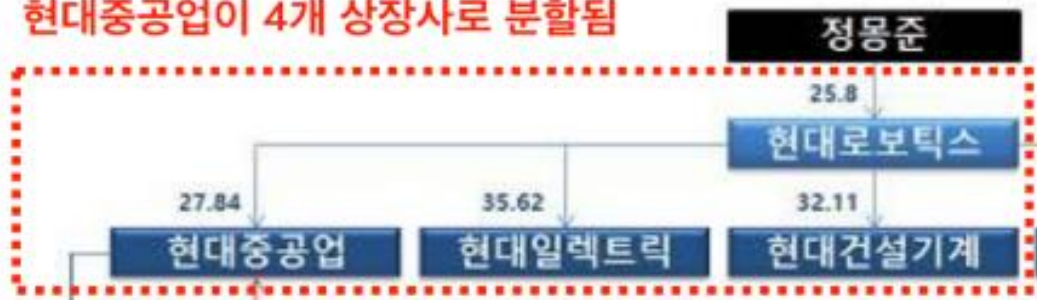 현대중공업이 4개 상장사로 분할됨
정몽준
25.8
현대로보틱스
27.84 35.62 32.11
현대중공업 현대일렉트릭 현대건설기계